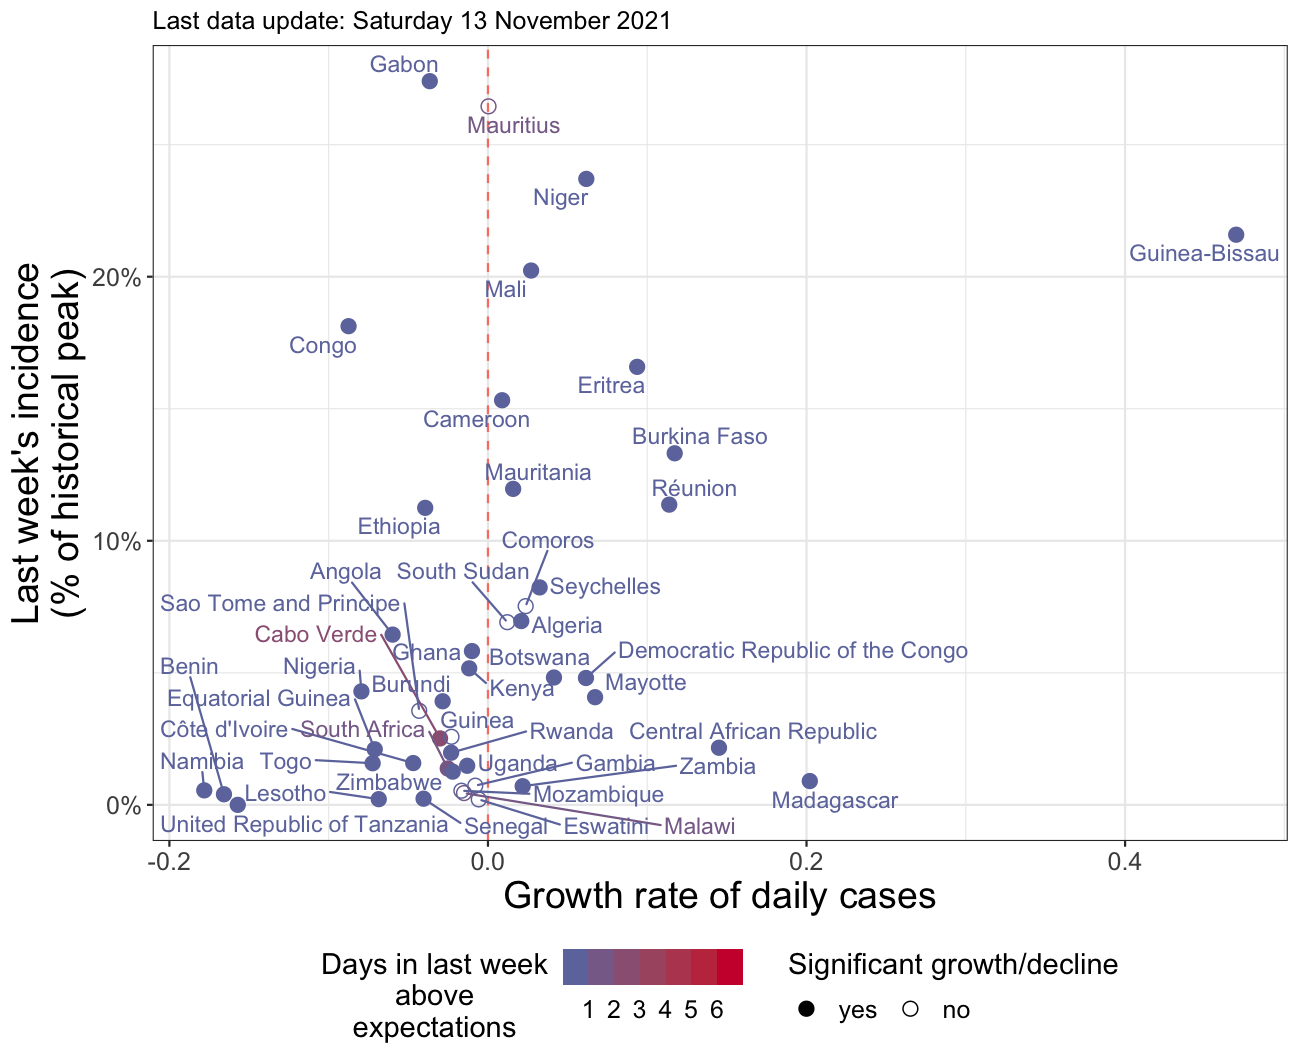 Last data update: Saturday 13 November 2021
Gabon
Mauritius
Niger
Guinea-Bissau
Last week's incidence
(% of historical peak)
20%
Mali
Congo
Eritrea
Cameroon
Burkina Faso
Mauritania
Réunion
Ethiopia
10%
Comoros
Angola
South Sudan
Seychelles
Sao Tome and Principe
Algeria
Cabo Verde
Ghana
Botswana
Democratic Republic of the Congo
Benin
Nigeria
Burundi
Kenya
Mayotte
Equatorial Guinea
Guinea
Côte d'Ivoire
South Africa
Rwanda
Central African Republic
Namibia
Togo
Uganda
Gambia
Zambia
Zimbabwe
Lesotho
Mozambique
Madagascar
0%
United Republic of Tanzania
Senegal
Eswatini
Malawi
-0.2
0.0
0.2
0.4
Growth rate of daily cases
Days in last week
above
expectations
1 2 3 4 5 6
Significant growth/decline
yes
no